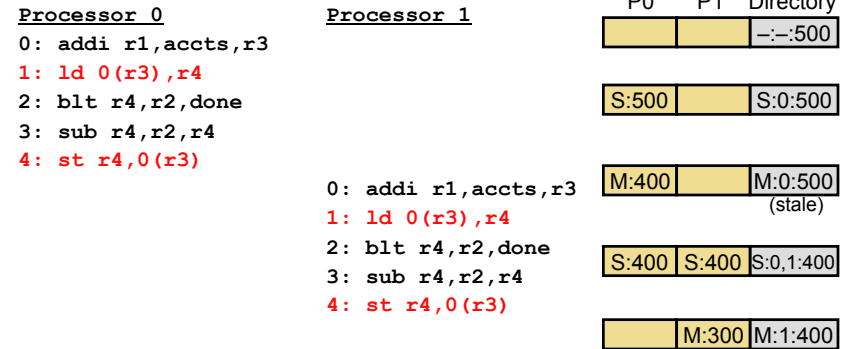 P0 P1 Directory
Processor 0 Processor 1
–:–:500
0: addi r1,accts,r3
1: ld 0(r3),r4
2: blt r4,r2,done
S:500 S:0:500
3: sub r4,r2,r4
4: st r4,0(r3)
0: addi r1,accts,r3
M:400 M:0:500
(stale)
1: ld 0(r3),r4
2: blt r4,r2,done
S:400 S:400 S:0,1:400
3: sub r4,r2,r4
4: st r4,0(r3)
M:300 M:1:400